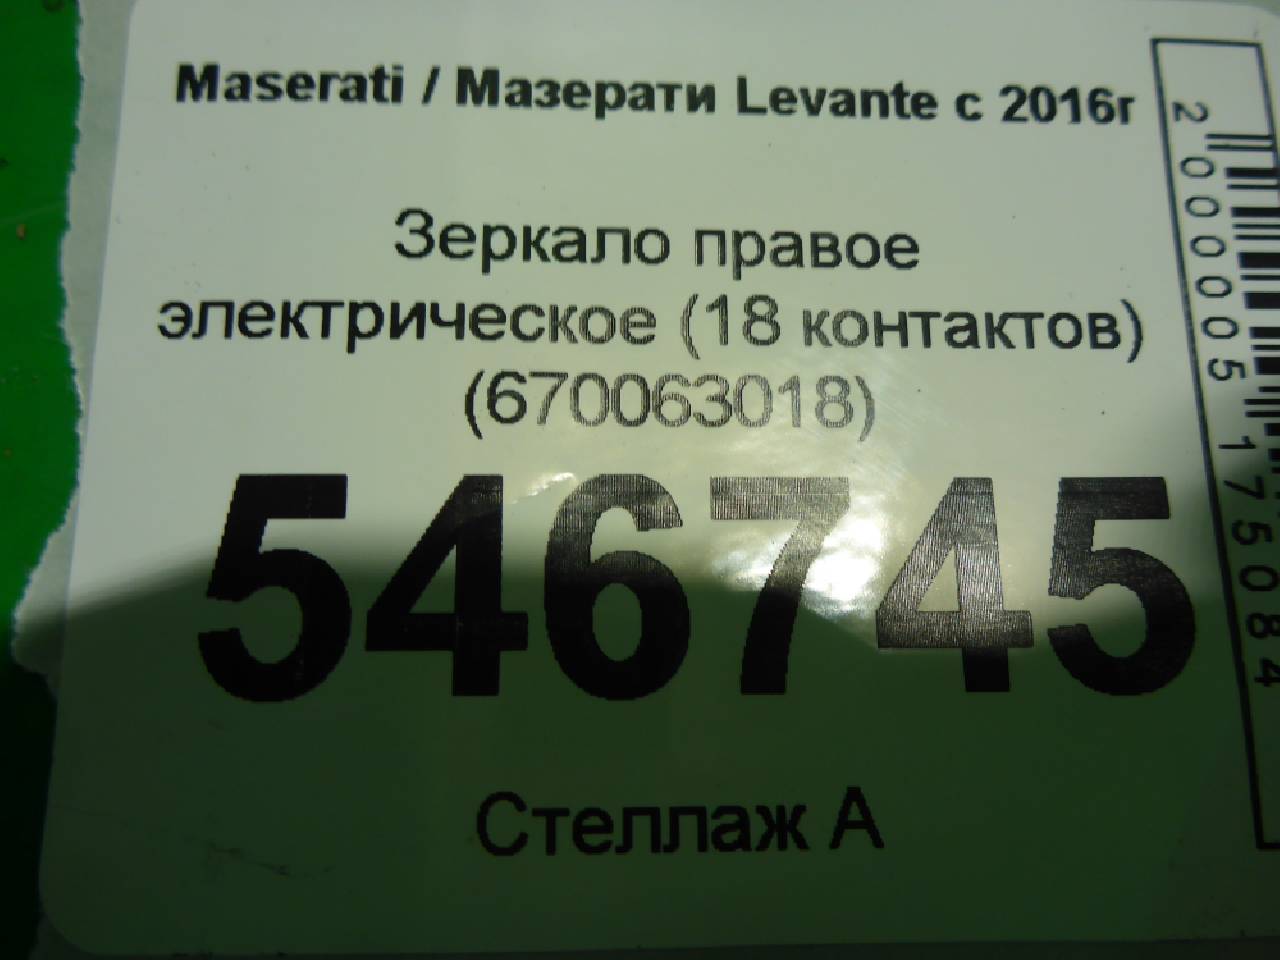 Maserati / Мазерати Levante с 2016г
Зеркало правое
электрическое (18 контактов)
(670063018)
546745
Стеллаж А
2000005175084